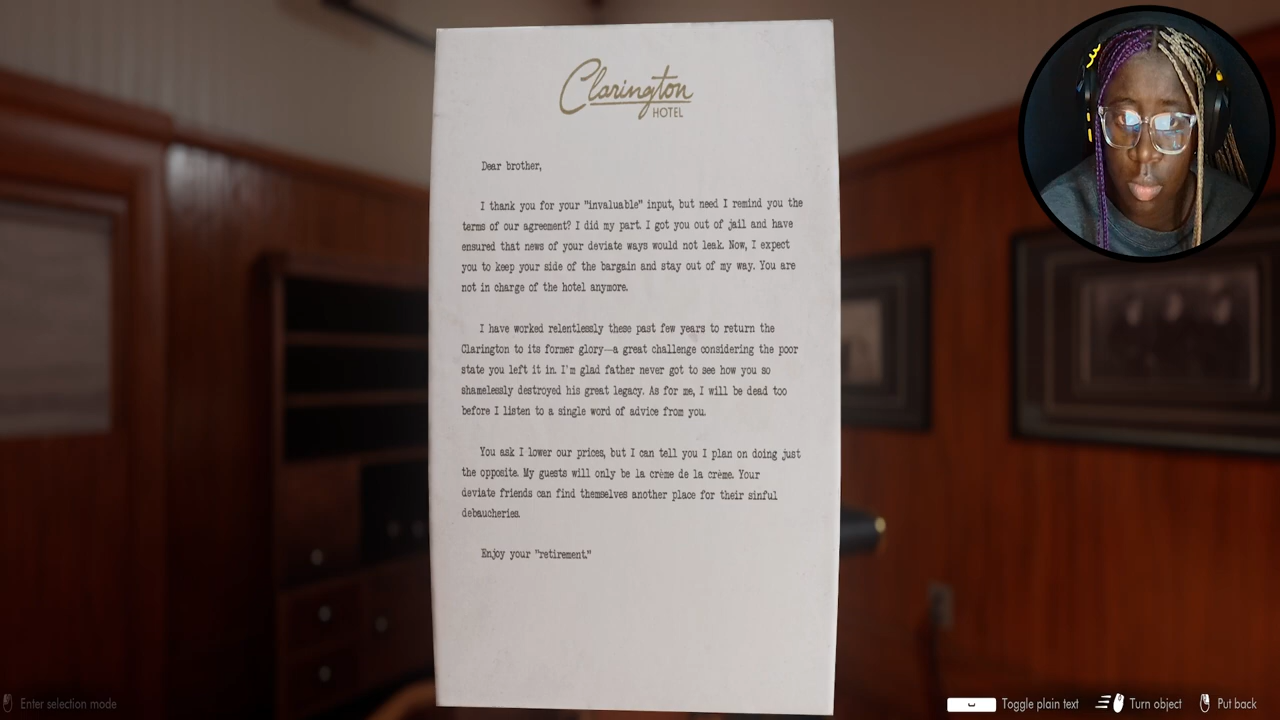 Clarington
HOTEL
Dear brother,
I thank you for your "invaluable" input, but need I remind you the
terms of our agreement? I did my part. I got you out of jail and have
ensured that news of your deviate ways would not leak. Now, I expect
you to keep your side of the bargain and stay out of my way. You are
not in charge of the hotel anymore.
I have worked relentlessly these past few years to return the
Clarington to its former glory—a great challenge considering the poor
state you left it in. I'm glad father never got to see how you so
shamelessly destroyed his great legacy. As for me, I will be dead too
before I listen to a single word of advice from you.
You ask I lower our prices, but I can tell you I plan on doing just
the opposite. My guests will only be la crème de la crème. Your
deviate friends can find themselves another place for their sinful
debaucheries.
Enjoy your "retirement."
Enter selection mode
Toggle plain text
Turn object
Put back